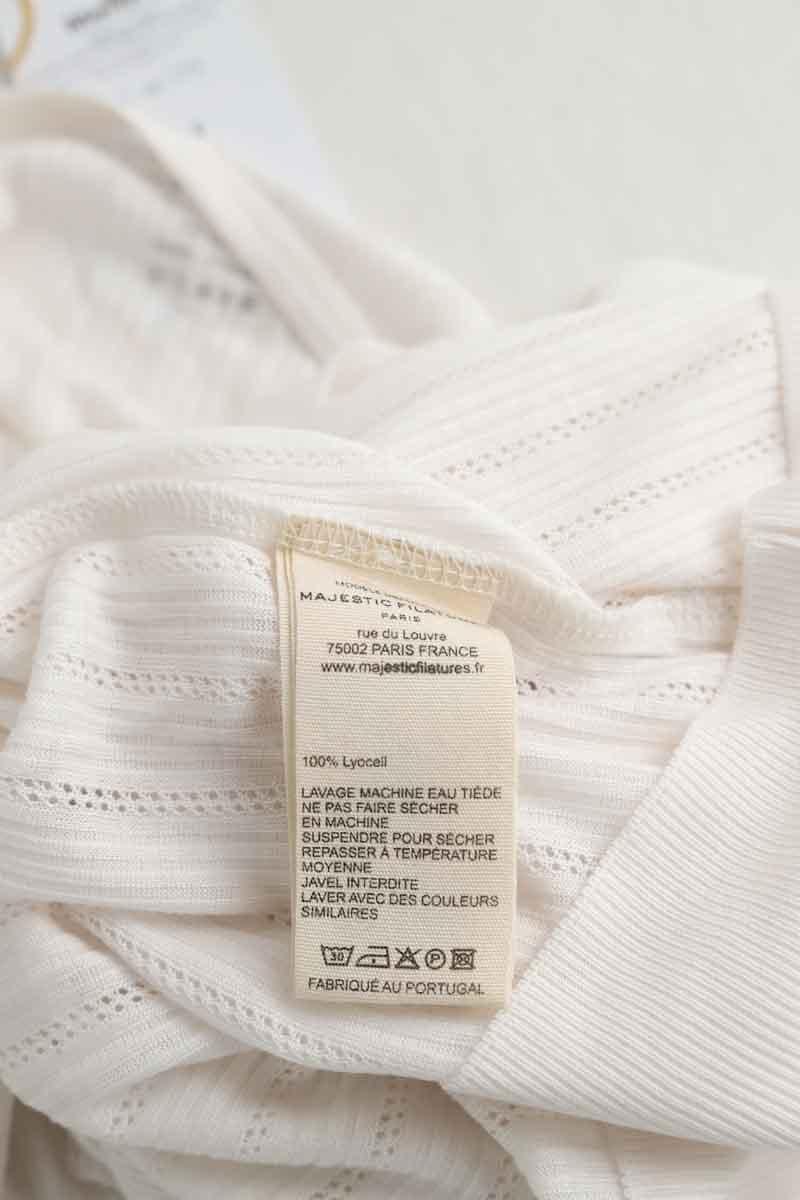 MAJESTIC FILATURES
PARIS
rue du Louvre
75002 PARIS FRANCE
www.majesticfilatures.fr
100% Lyocell
LAVAGE MACHINE EAU TIÈDE
NE PAS FAIRE SÉCHER
EN MACHINE
SUSPENDRE POUR SÉCHER
REPASSER À TEMPÉRATURE
MOYENNE
JAVEL INTERDITE
LAVER AVEC DES COULEURS
SIMILAIRES
30 P
FABRIQUÉ AU PORTUGAL